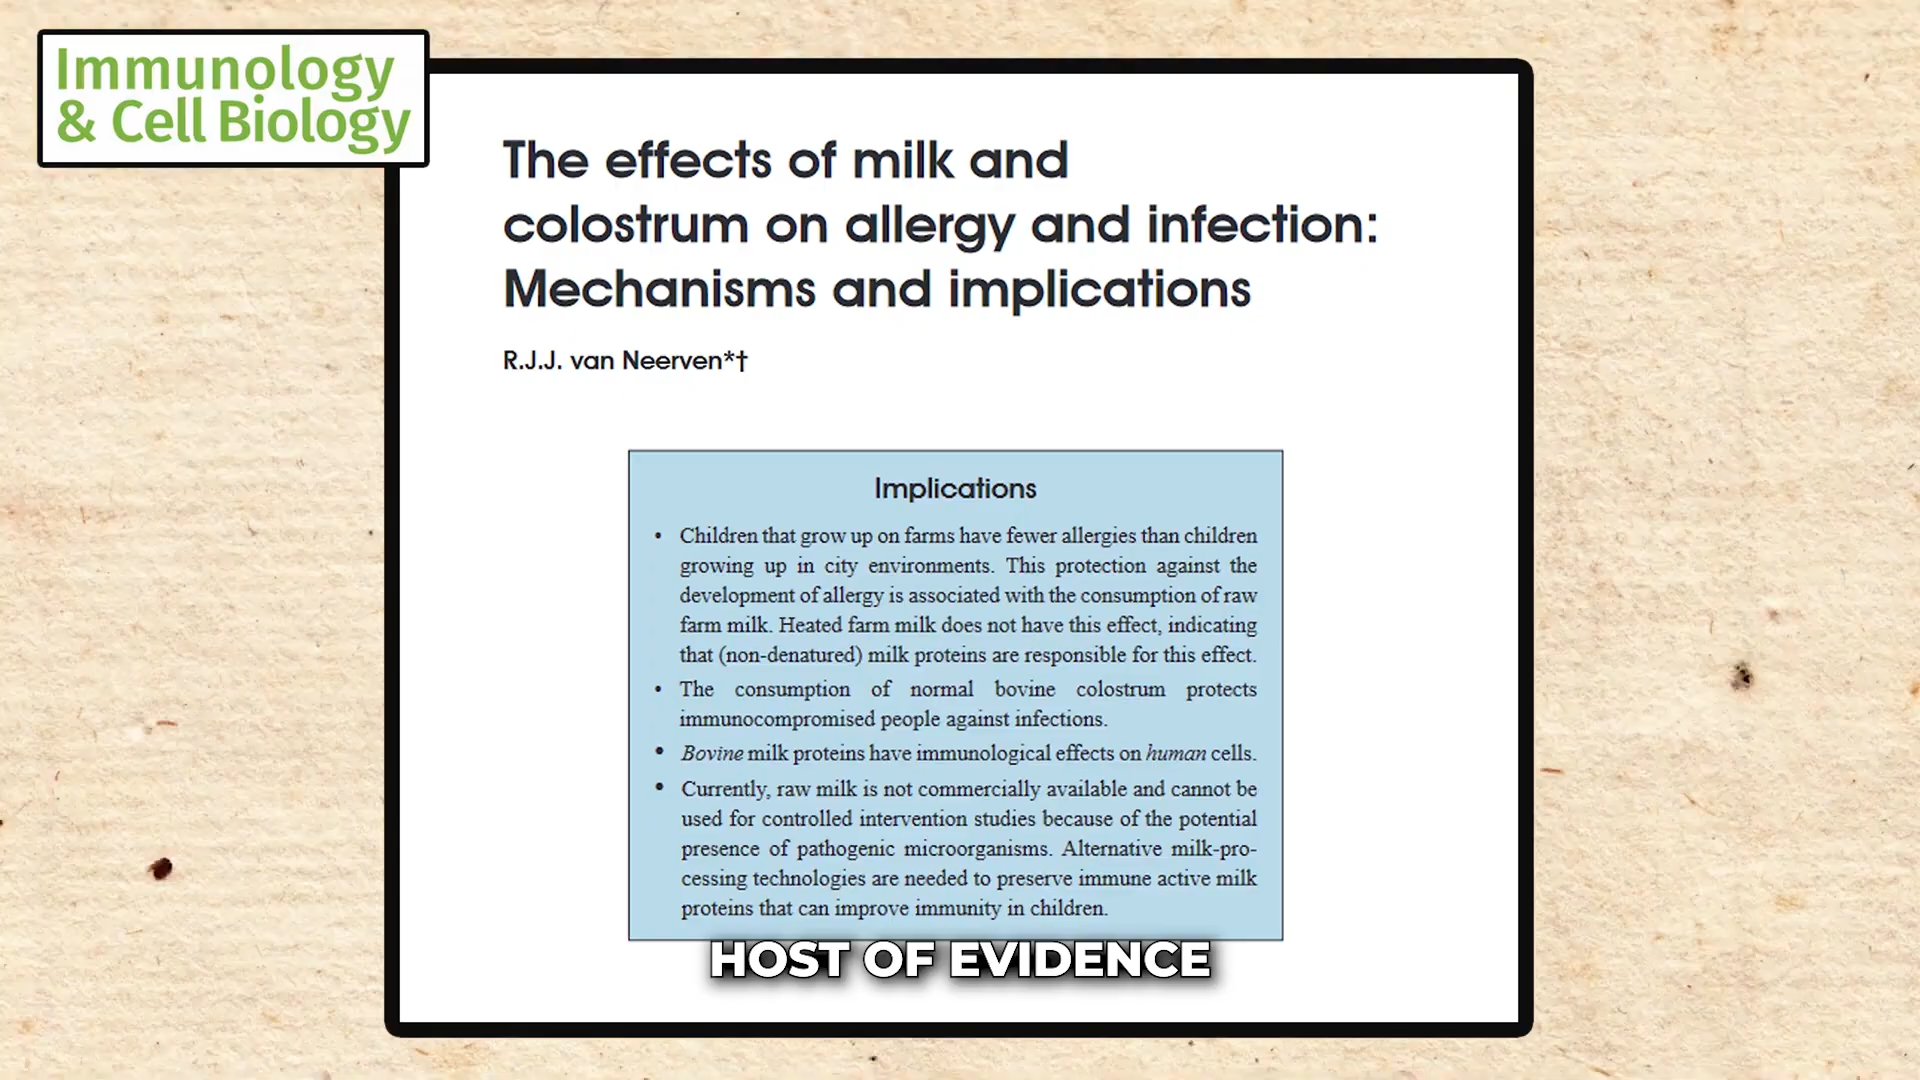 Immunology
& Cell Biology
The effects of milk and
colostrum on allergy and infection:
Mechanisms and implications
R.J.J. van Neerven*†
Implications
• Children that grow up on farms have fewer allergies than children
growing up in city environments. This protection against the
development of allergy is associated with the consumption of raw
farm milk. Heated farm milk does not have this effect, indicating
that (non-denatured) milk proteins are responsible for this effect.
• The consumption of normal bovine colostrum protects
immunocompromised people against infections.
• Bovine milk proteins have immunological effects on human cells.
• Currently, raw milk is not commercially available and cannot be
used for controlled intervention studies because of the potential
presence of pathogenic microorganisms. Alternative milk-pro-
cessing technologies are needed to preserve immune active milk
proteins that can improve immunity in children.
HOST OF EVIDENCE